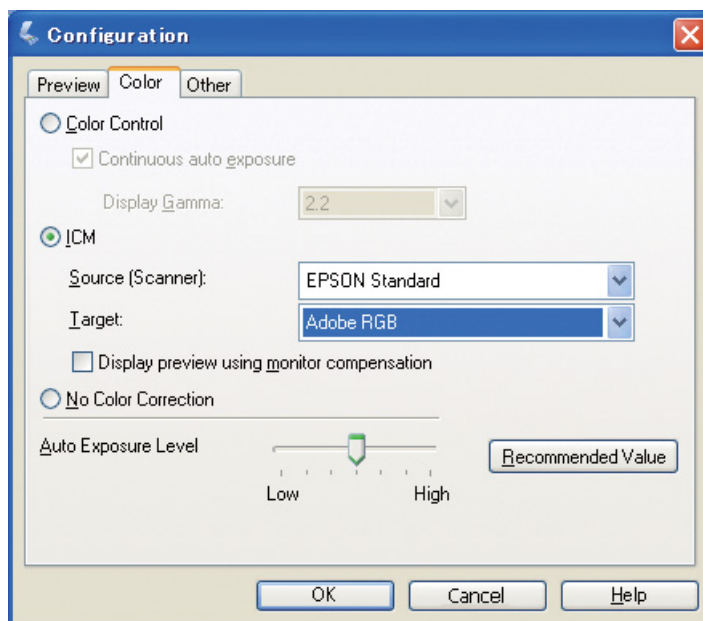 Configuration
Preview Color Other
Color Control
Continuous auto exposure
Display Gamma: 2.2
ICM
Source (Scanner): EPSON Standard
Target: Adobe RGB
Display preview using monitor compensation
No Color Correction
Auto Exposure Level Recommended Value
Low High
OK Cancel Help